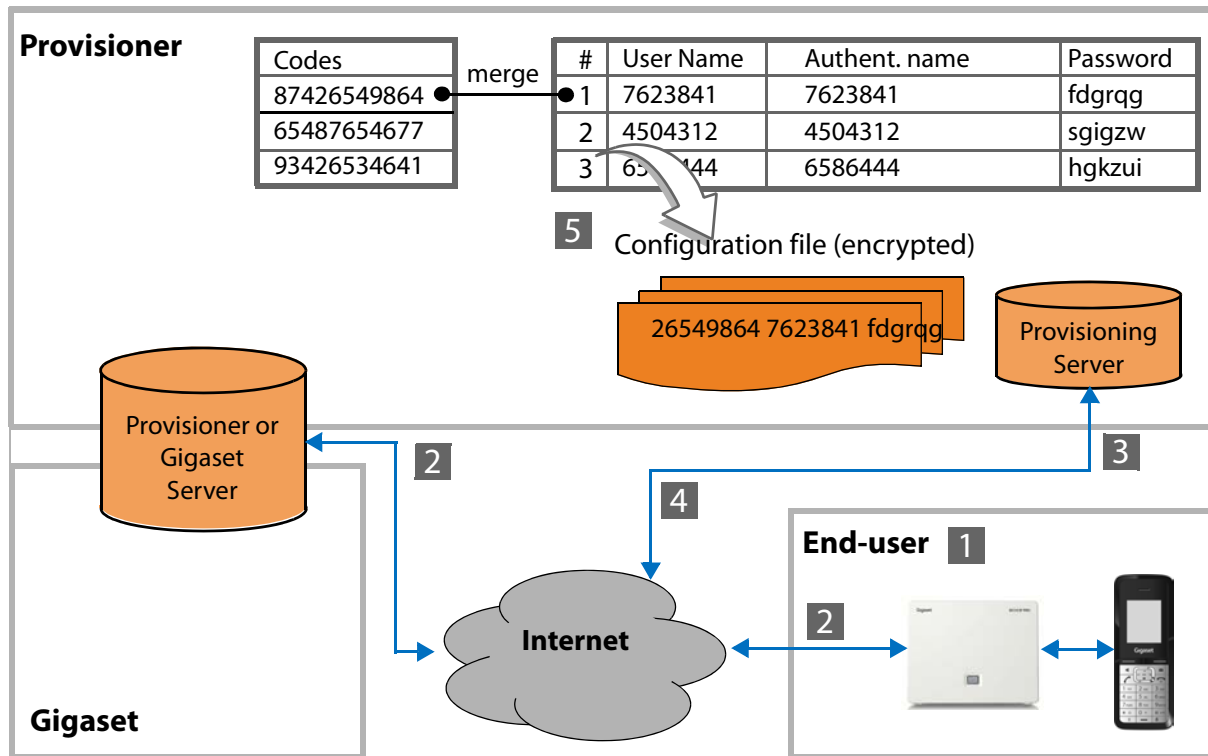 Provisioner
Codes
87426549864
65487654677
93426534641
merge
# User Name Authent. name Password
1 7623841 7623841 fdgrqg
2 4504312 4504312 sgigzw
3 6586444 hgkzui
5
Configuration file (encrypted)
26549864 7623841 fdgrqg
Provisioning
Server
Provisioner or
Gigaset
Server
2
3
4
End-user 1
2
Internet
Gigaset
Gigaset
Gigaset